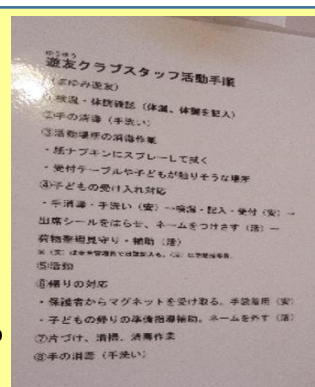 ゆうゆう
遊友クラブスタッフ活動手順
(まゆみ遊友)
①検温・体調確認 (体温、体調を記入)
②手の消毒 (手洗い)
③活動場所の消毒作業
・紙ナプキンにスプレーして拭く
・受付テーブルや子どもが触りそうな場所
④子どもの受け入れ対応
・手消毒・手洗い (安) →検温・記入・受付 (安) →
出席シールをはらせ、ネームをつけさす (活) →
荷物整理見守り・補助 (活)
⑤活動
⑥帰りの対応
・保護者からマグネットを受け取る。手袋着用 (安)
・子どもの帰りの準備指導補助。ネームを外す (活)
⑦片づけ、清掃、消毒作業
⑧手の消毒 (手洗い)